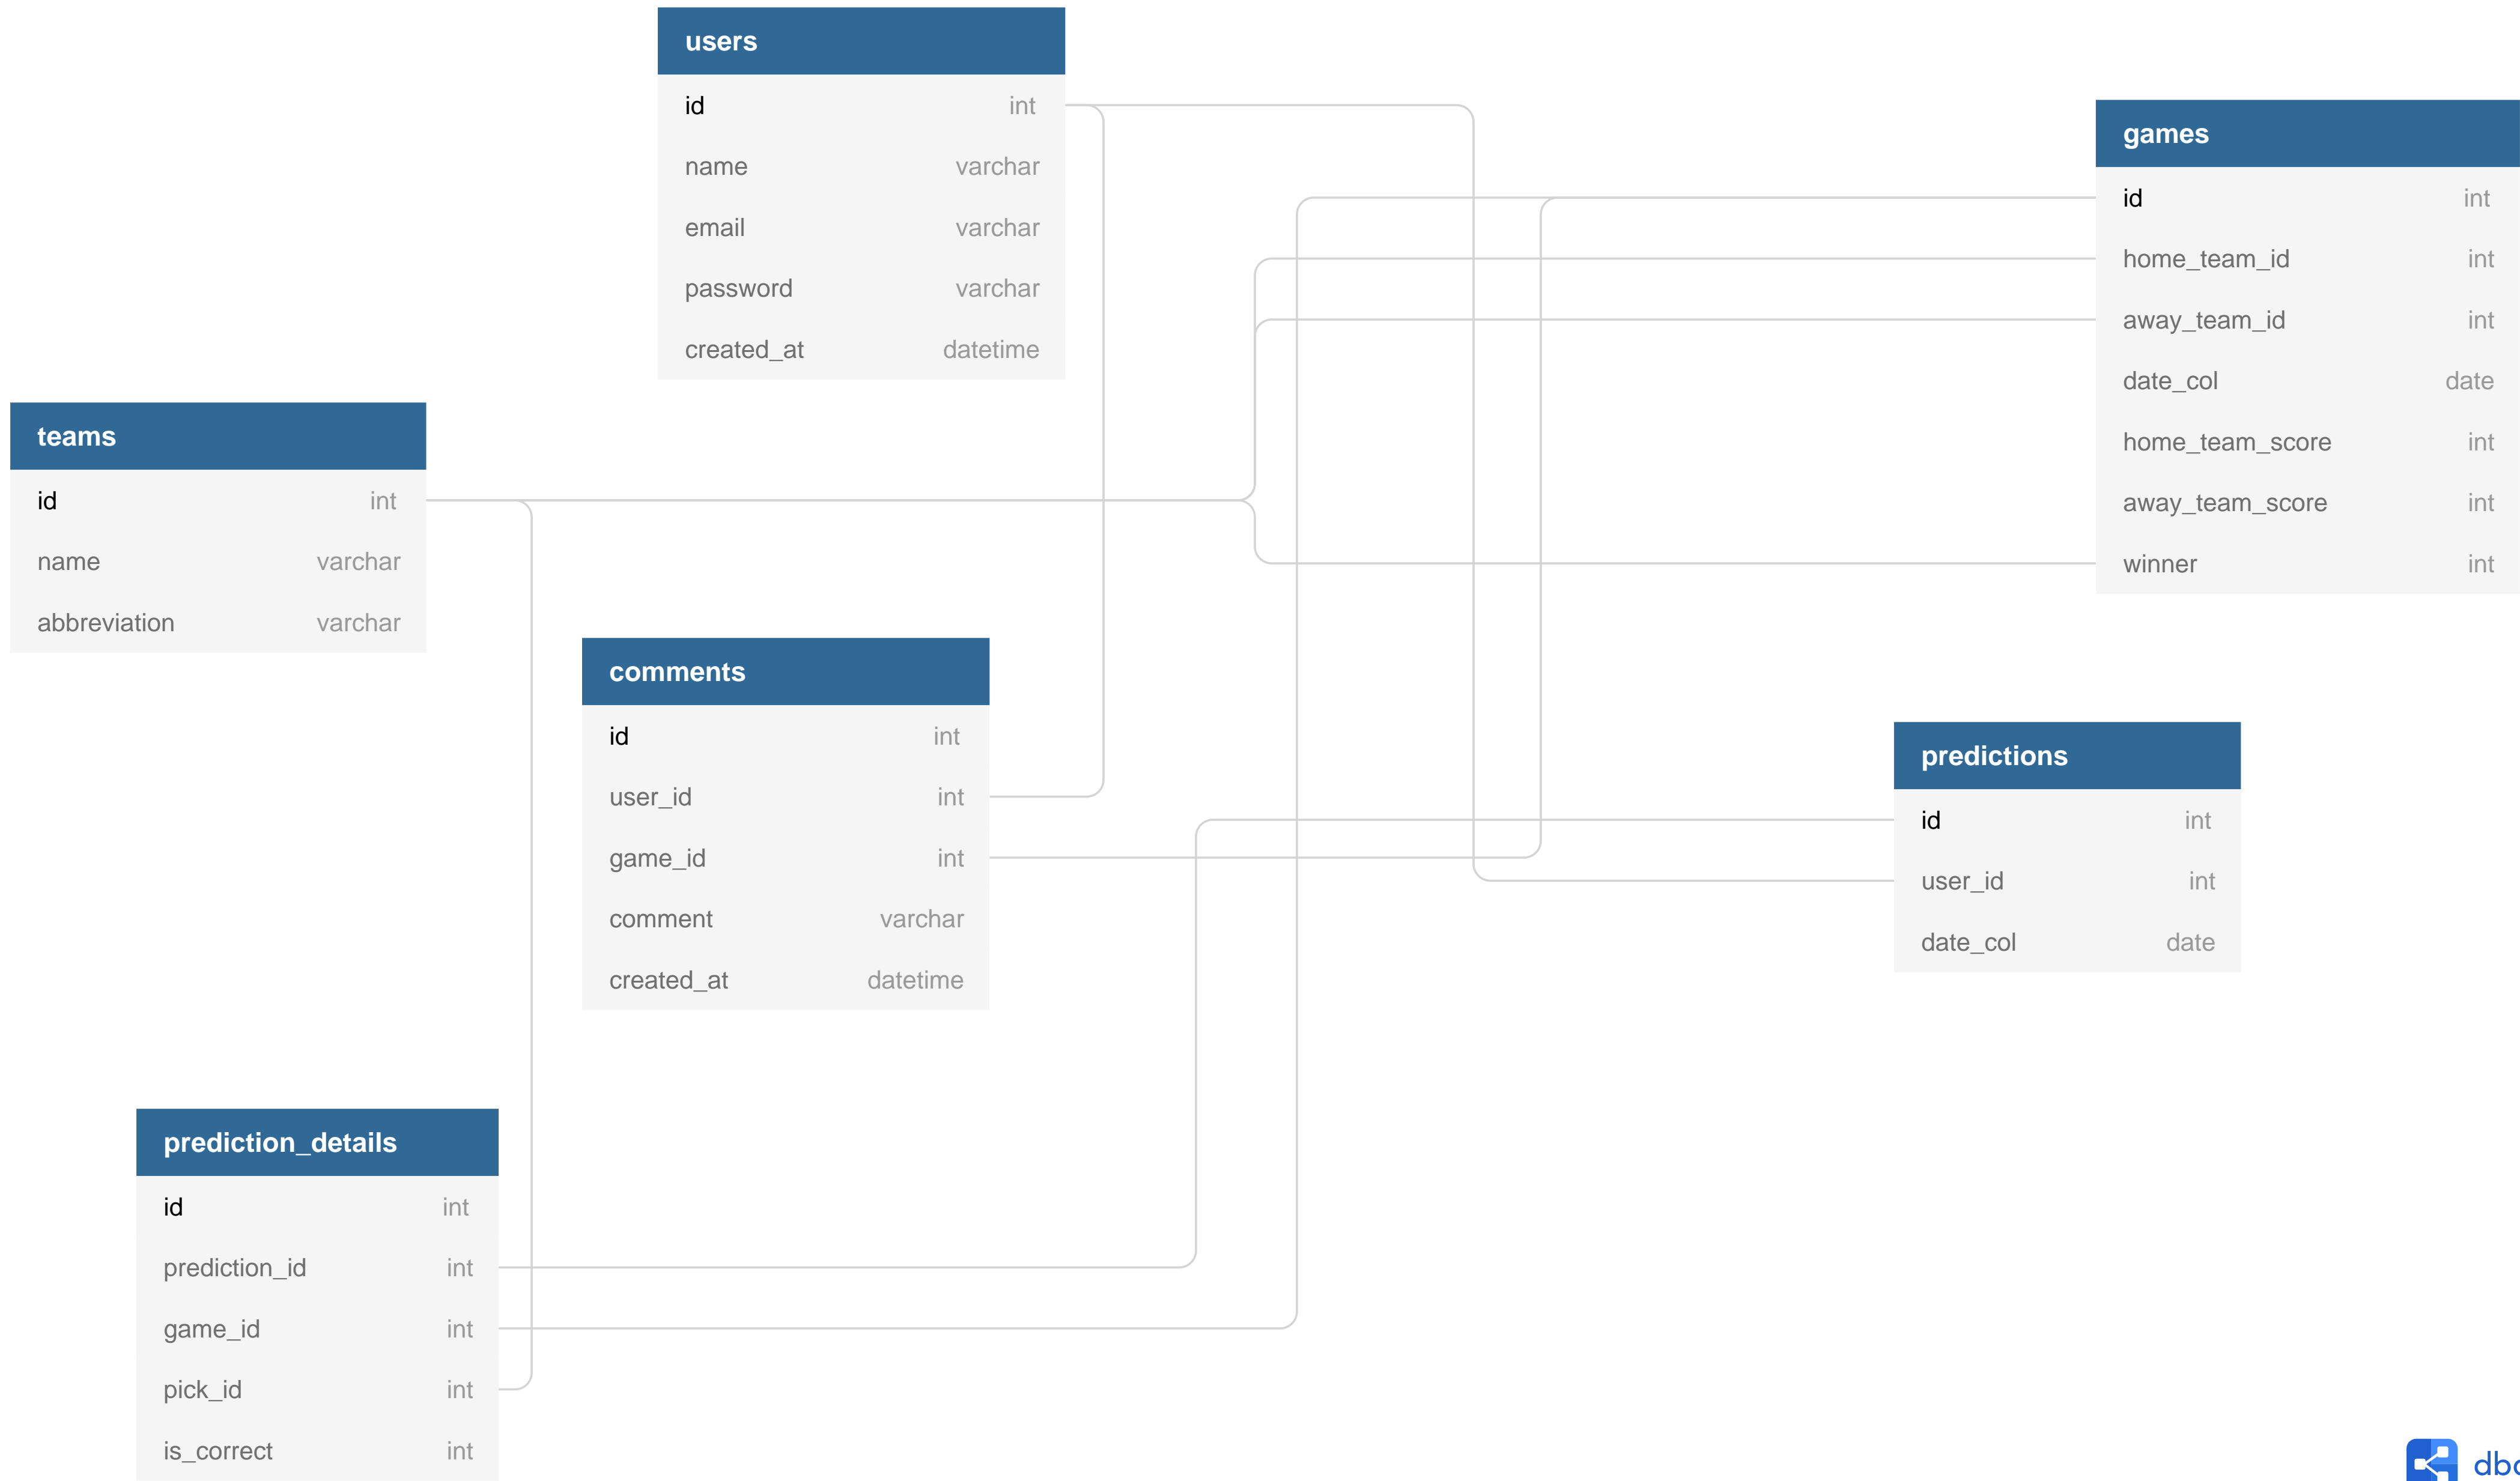 users
id int
name varchar
email varchar
password varchar
created_at datetime
games
id int
home_team_id int
away_team_id int
date_col date
home_team_score int
away_team_score int
winner int
teams
id int
name varchar
abbreviation varchar
comments
id int
user_id int
game_id int
comment varchar
created_at datetime
predictions
id int
user_id int
date_col date
prediction_details
id int
prediction_id int
game_id int
pick_id int
is_correct int